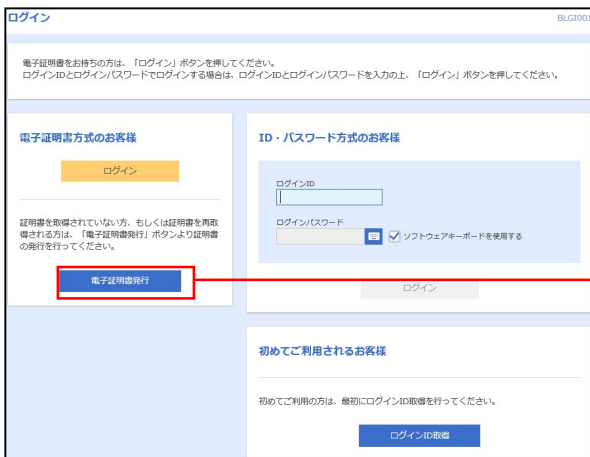 ログイン
BLGI001
電子証明書をお持ちの方は、「ログイン」ボタンを押してください。
ログインIDとログインパスワードでログインする場合は、ログインIDとログインパスワードを入力の上、「ログイン」ボタンを押してください。
電子証明書方式のお客様
ログイン
証明書を取得されていない方、もしくは証明書を再取
得される方は、「電子証明書発行」ボタンより証明書
の発行を行ってください。
電子証明書発行
ID・パスワード方式のお客様
ログインID
ログインパスワード
ソフトウェアキーボードを使用する
ログイン
初めてご利用されるお客様
初めてご利用の方は、最初にログインID取得を行ってください。
ログインID取得